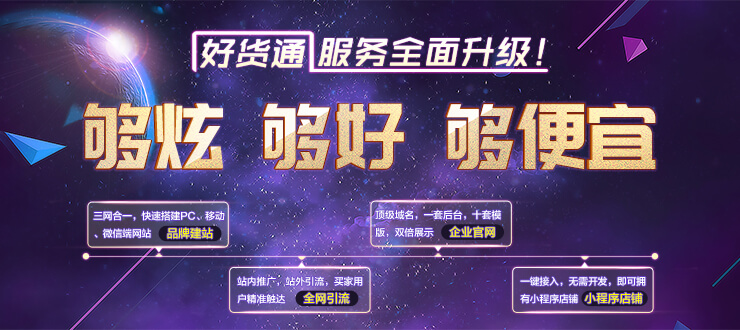 好货通 服务全面升级！
够炫 够好 够便宜
三网合一，快速搭建PC、移动
、微信端网站 品牌建站
顶级域名，一套后台，十套模
版，双倍展示 企业官网
站内推广，站外引流，买家用
户精准触达 全网引流
一键接入，无需开发，即可拥
有小程序店铺 小程序店铺